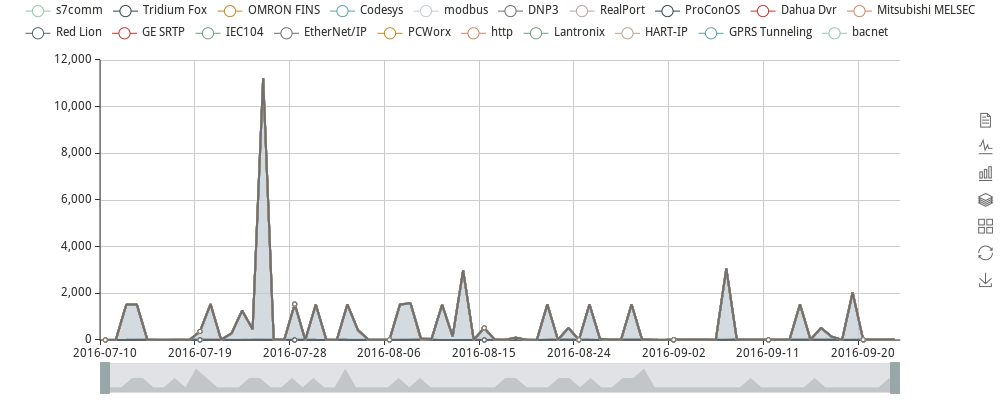 s7comm Tridium Fox OMRON FINS Codesys modbus DNP3 RealPort ProConOS Dahua Dvr Mitsubishi MELSEC
Red Lion GE SRTP IEC104 EtherNet/IP PCWorx http Lantronix HART-IP GPRS Tunneling bacnet
12,000
10,000
8,000
6,000
4,000
2,000
0
2016-07-10 2016-07-19 2016-07-28 2016-08-06 2016-08-15 2016-08-24 2016-09-02 2016-09-11 2016-09-20